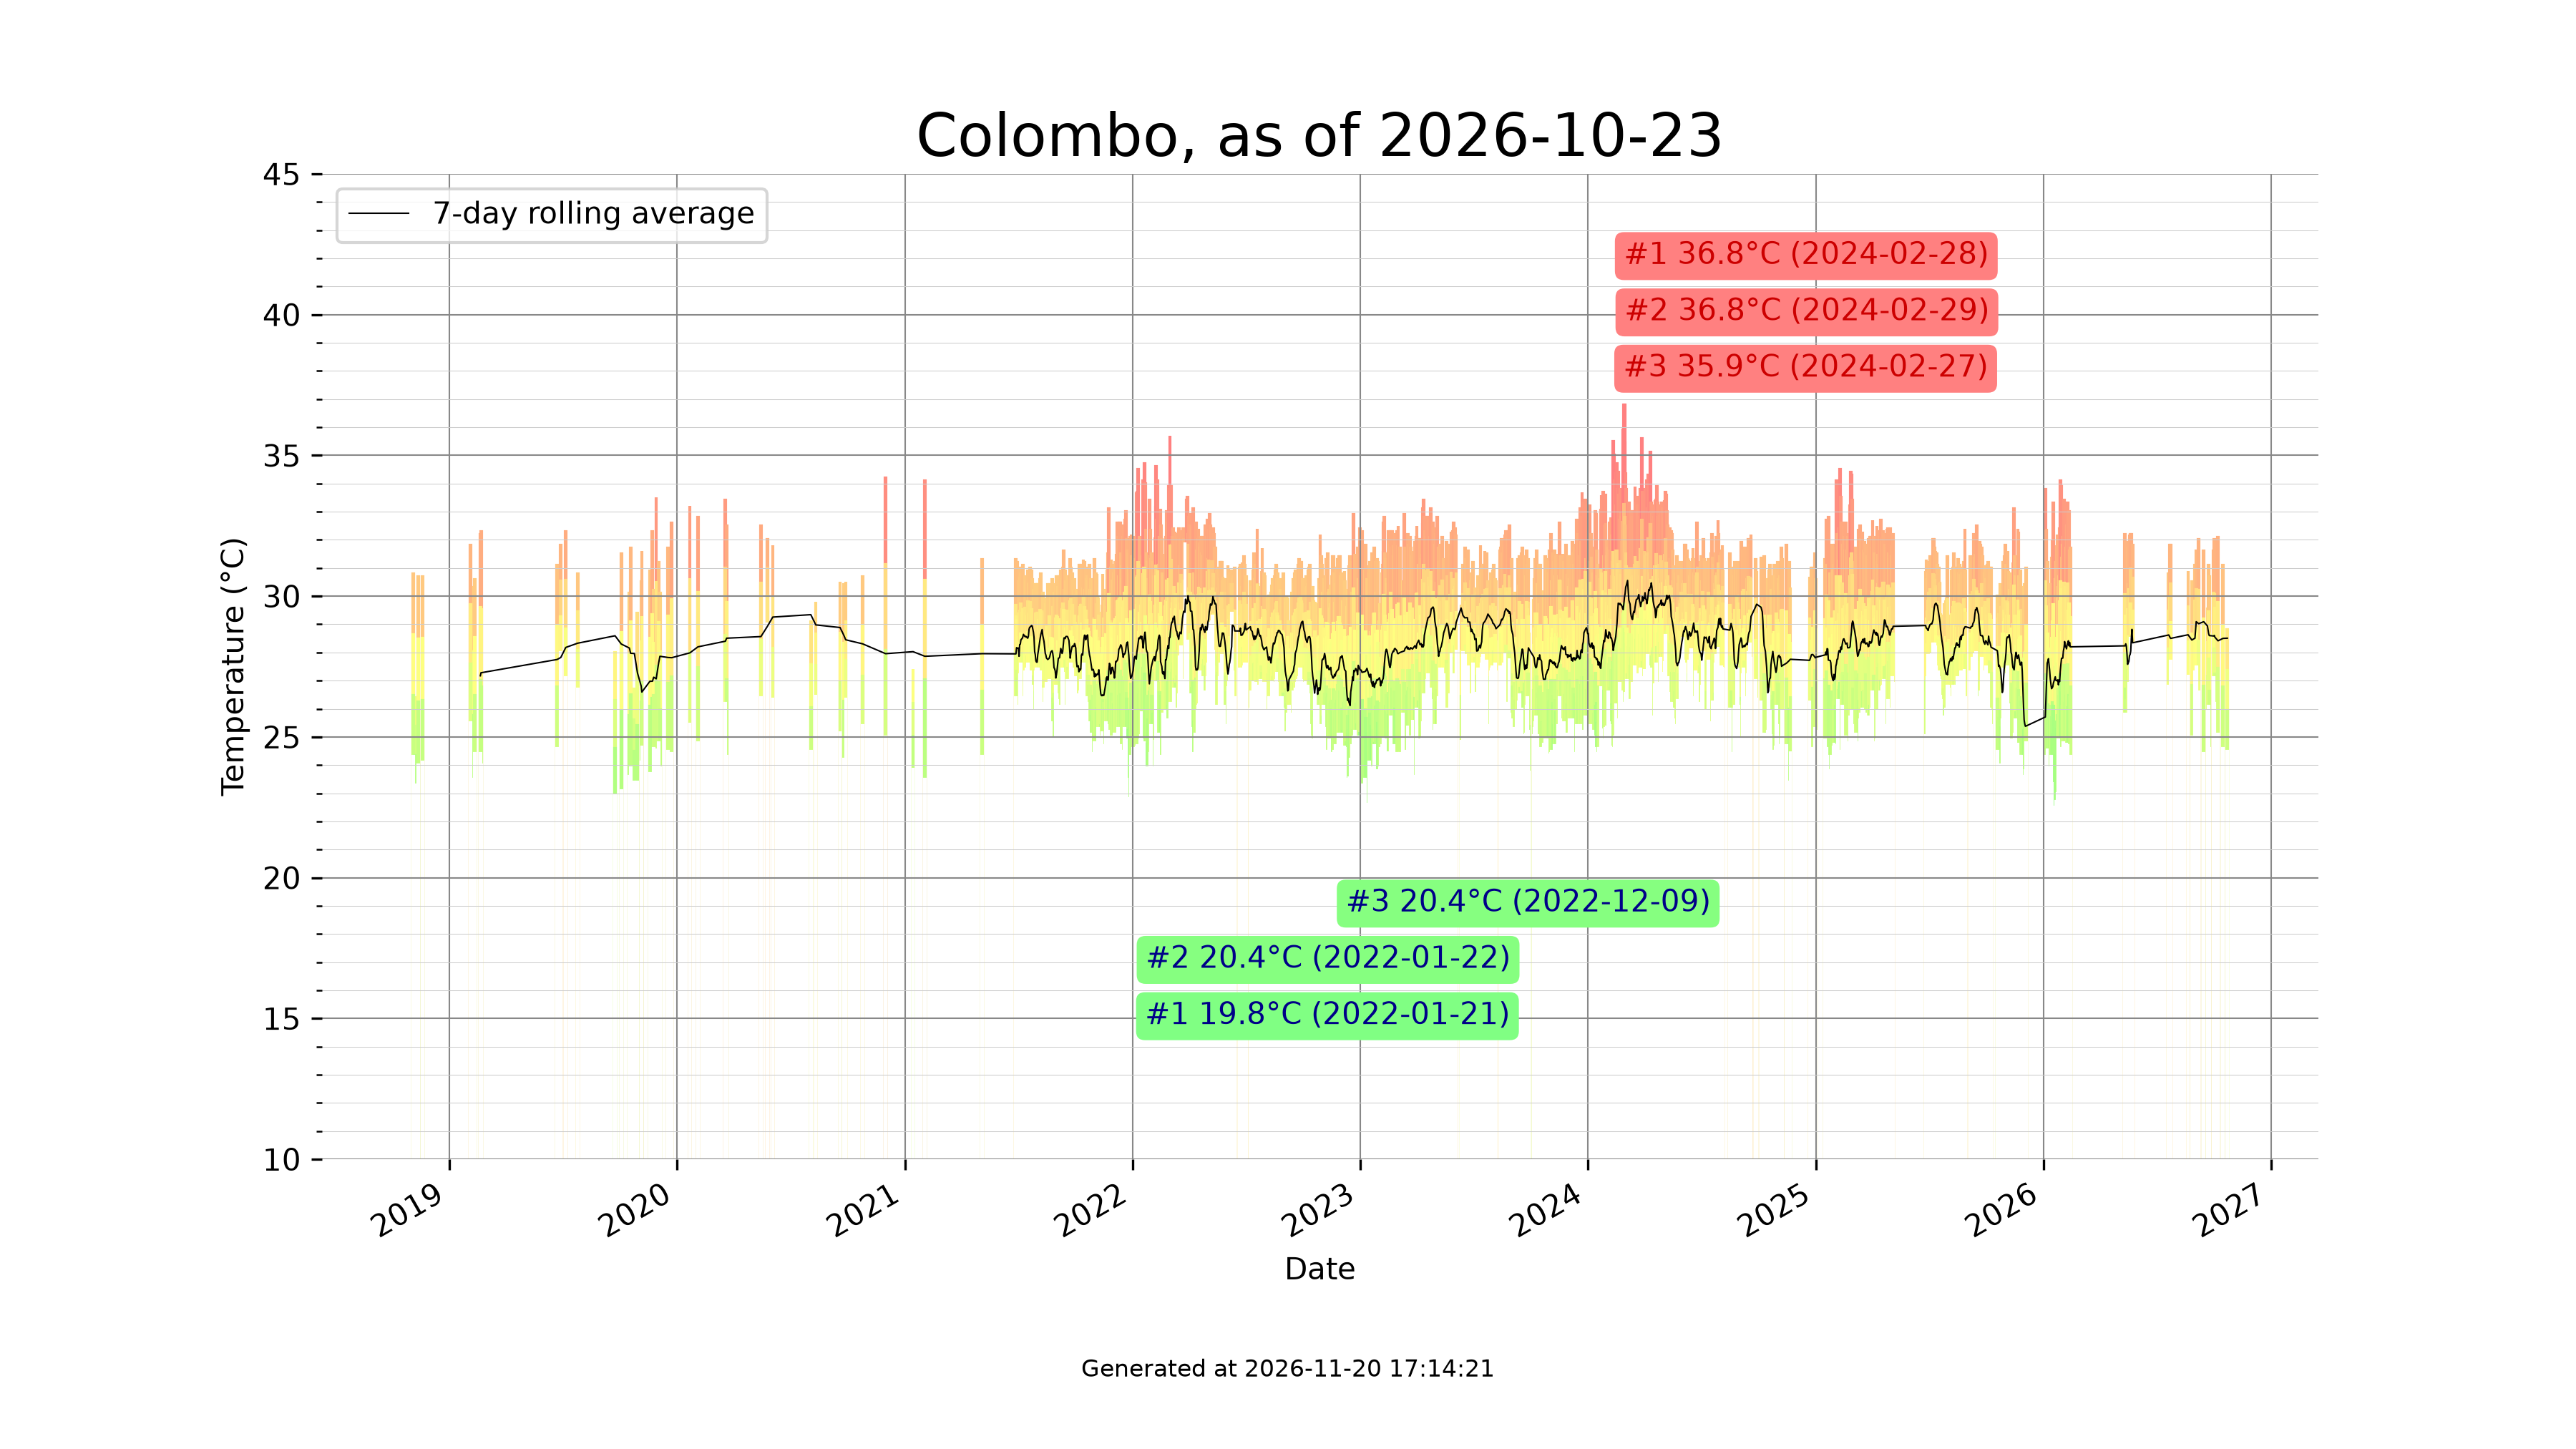 Colombo, as of 2026-10-23
45
7-day rolling average
#1 36.8°C (2024-02-28)
#2 36.8°C (2024-02-29)
40
#3 35.9°C (2024-02-27)
35
30
25
20
#3 20.4°C (2022-12-09)
#2 20.4°C (2022-01-22)
#1 19.8°C (2022-01-21)
15
10
Temperature (°C)
2019 2020 2021 2022 2023 2024 2025 2026 2027
Date
Generated at 2026-11-20 17:14:21